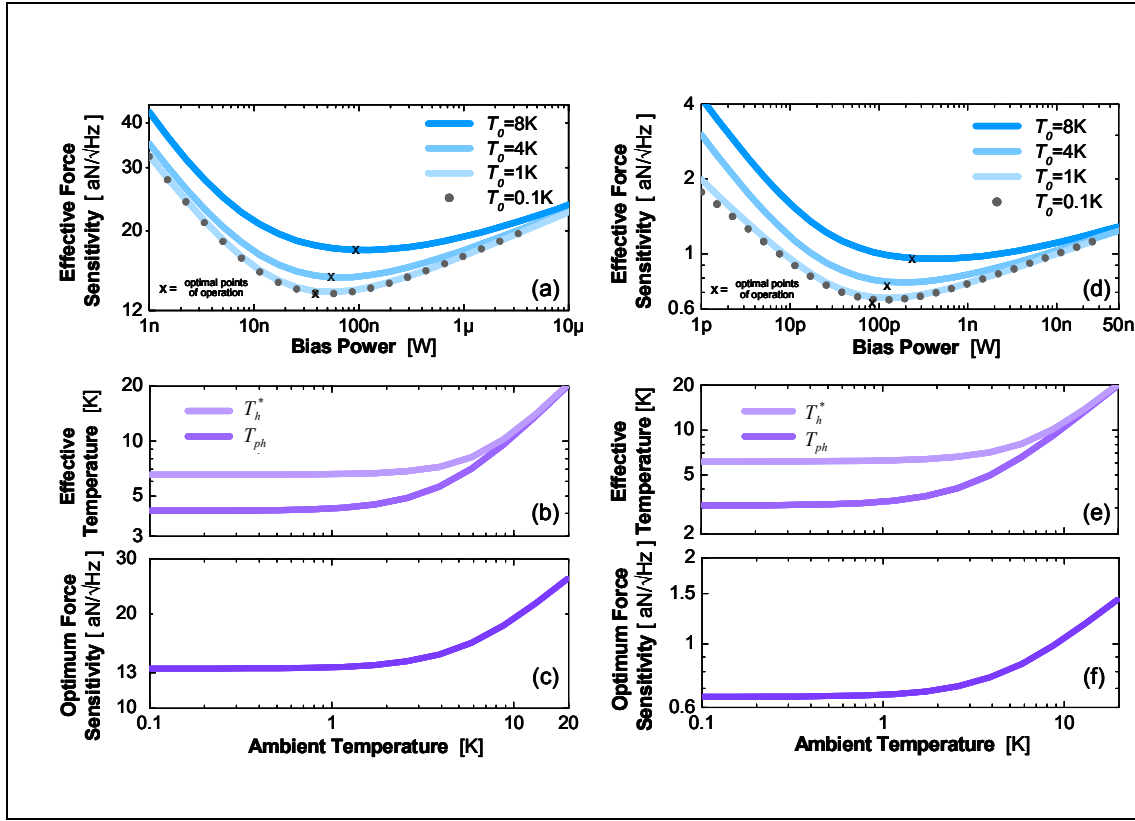 Effective Force
Sensitivity [ aN/√Hz ]
40
30
20
12
T0=8K
T0=4K
T0=1K
T0=0.1K
x = optimal points
of operation
(a)
1n
10n
100n
1µ
10µ
Bias Power [W]
Effective Force
Sensitivity [ aN/√Hz ]
4
2
1
0.6
T0=8K
T0=4K
T0=1K
T0=0.1K
x = optimal points
of operation
(d)
1p
10p
100p
1n
10n
50n
Bias Power [W]
Effective
Temperature [K]
20
10
5
3
Th*
Tph
(b)
Effective
Temperature [K]
20
10
5
2
Th*
Tph
(e)
Optimum Force
Sensitivity [ aN/√Hz ]
30
20
13
10
(c)
0.1
1
10
20
Ambient Temperature [K]
Optimum Force
Sensitivity [ aN/√Hz ]
2
1.5
1
0.6
(f)
0.1
1
10
Ambient Temperature [K]